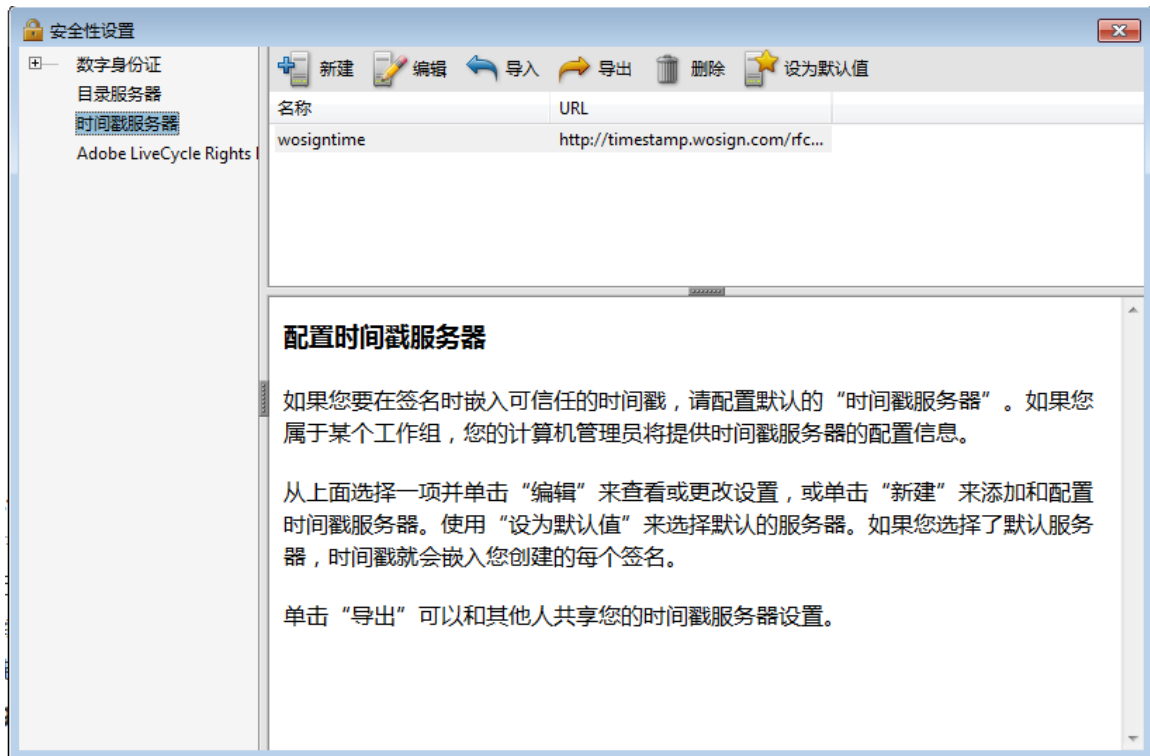 安全性设置
数字身份证
目录服务器
时间戳服务器
Adobe LiveCycle Rights
新建 编辑 导入 导出 删除 设为默认值
名称 URL
wosigntime http://timestamp.wosign.com/rfc...
配置时间戳服务器
如果您要在签名时嵌入可信任的时间戳，请配置默认的“时间戳服务器”。如果您
属于某个工作组，您的计算机管理员将提供时间戳服务器的配置信息。
从上面选择一项并单击“编辑”来查看或更改设置，或单击“新建”来添加和配置
时间戳服务器。使用“设为默认值”来选择默认的服务器。如果您选择了默认服务
器，时间戳就会嵌入您创建的每个签名。
单击“导出”可以和其他人共享您的时间戳服务器设置。